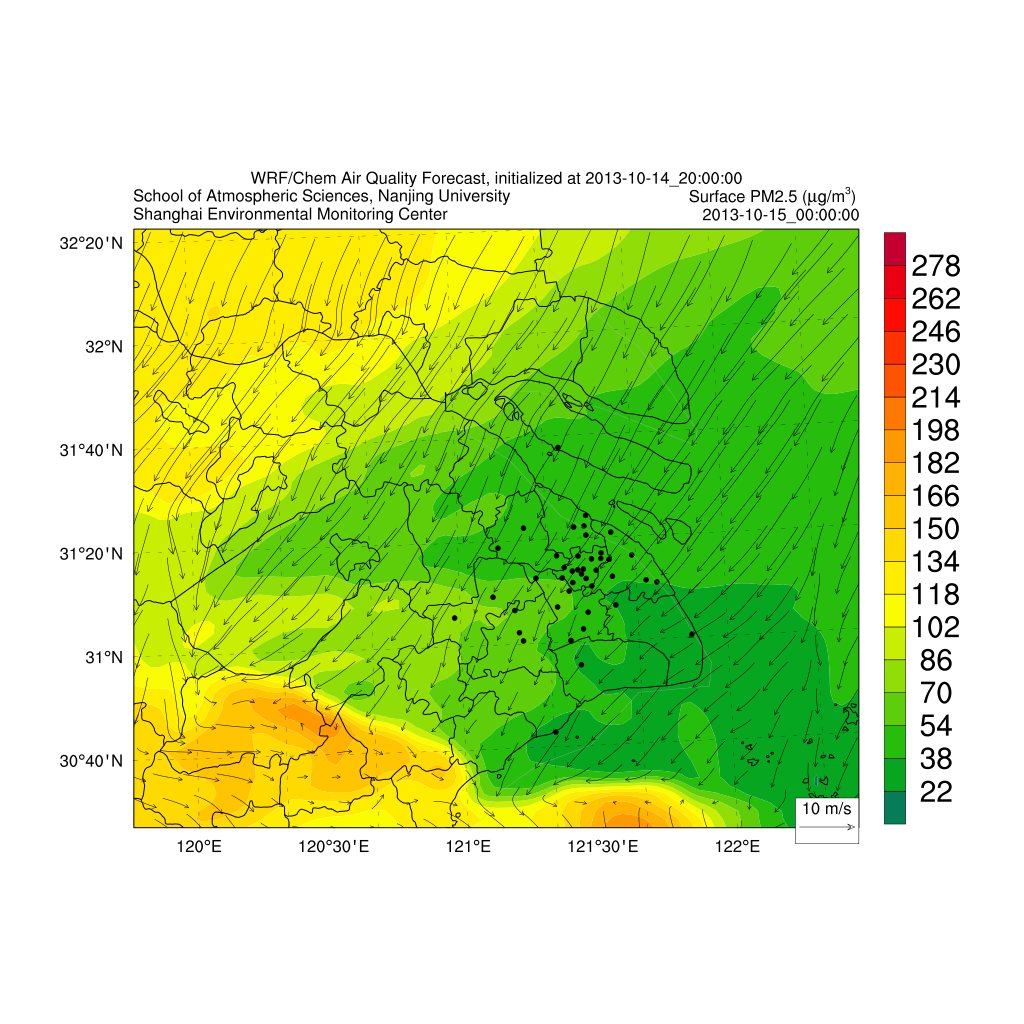 WRF/Chem Air Quality Forecast, initialized at 2013-10-14_20:00:00
School of Atmospheric Sciences, Nanjing University
Surface PM2.5 (μg/m³)
Shanghai Environmental Monitoring Center
2013-10-15_00:00:00
32°20'N
32°N
31°40'N
31°20'N
31°N
30°40'N
120°E
120°30'E
121°E
121°30'E
122°E
10 m/s
278
262
246
230
214
198
182
166
150
134
118
102
86
70
54
38
22